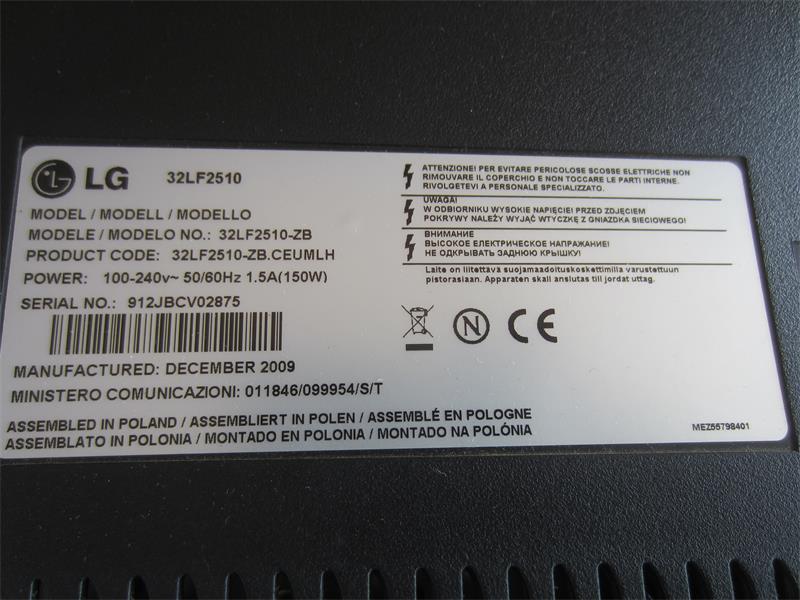 LG 32LF2510
MODEL / MODELL / MODELLO
MODELE / MODELO NO.: 32LF2510-ZB
PRODUCT CODE: 32LF2510-ZB.CEUMLH
POWER: 100-240v~ 50/60Hz 1.5A(150W)
SERIAL NO.: 912JBCV02875
MANUFACTURED: DECEMBER 2009
MINISTERO COMUNICAZIONI: 011846/099954/S/T
ASSEMBLED IN POLAND / ASSEMBLIERT IN POLEN / ASSEMBLÉ EN POLOGNE
ASSEMBLATO IN POLONIA / MONTADO EN POLONIA / MONTADO NA POLÓNIA
ATTENZIONE! PER EVITARE PERICOLOSE SCOSSE ELETTRICHE NON
RIMUOVERE IL COPERCHIO E NON TOCCARE LE PARTI INTERNE.
RIVOLGETEVI A PERSONALE SPECIALIZZATO.
UWAGA!
W ODBIORNIKU WYSOKIE NAPIĘCIE! PRZED ZDJĘCIEM
POKRYWY NALEŻY WYJĄĆ WTYCZKĘ Z GNIAZDKA SIECIOWEGO!
ВНИМАНИЕ
ВЫСОКОЕ ЕЛЕКТРИЧЕСКОЕ НАПРЯЖАНИЕ!
НЕ ОДКРЫВАТЬ ЗАДНЮЮ КРЫШКУ!
Laite on liitettävä suojamaadoituskoskettimilla varustettuun
pistorasiaan. Apparaten skall anslutas till jordat uttag.
N CE
MEZ55798401